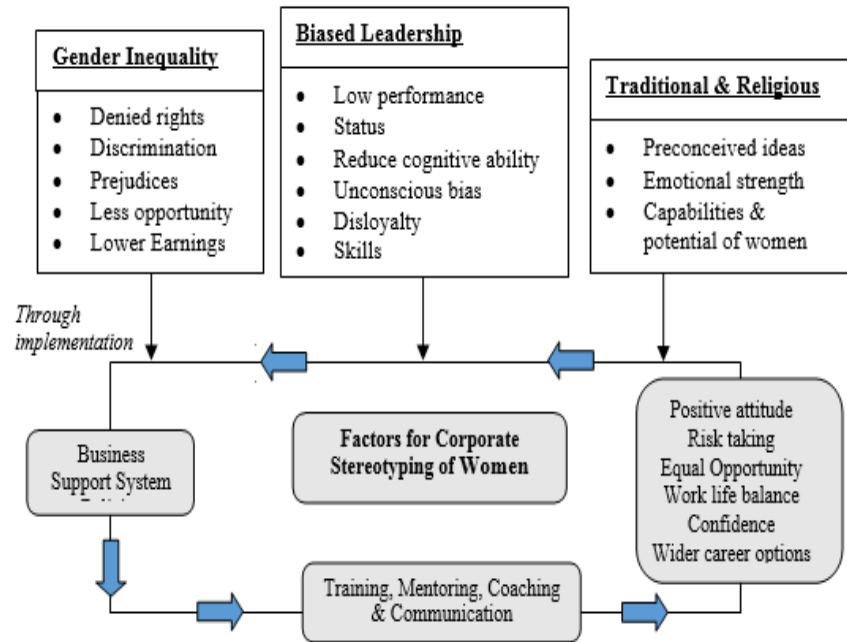 Gender Inequality
• Denied rights
• Discrimination
• Prejudices
• Less opportunity
• Lower Earnings
Biased Leadership
• Low performance
• Status
• Reduce cognitive ability
• Unconscious bias
• Disloyalty
• Skills
Traditional & Religious
• Preconceived ideas
• Emotional strength
• Capabilities &
potential of women
Through
implementation
Business
Support System
Factors for Corporate
Stereotyping of Women
Positive attitude
Risk taking
Equal Opportunity
Work life balance
Confidence
Wider career options
Training, Mentoring, Coaching
& Communication